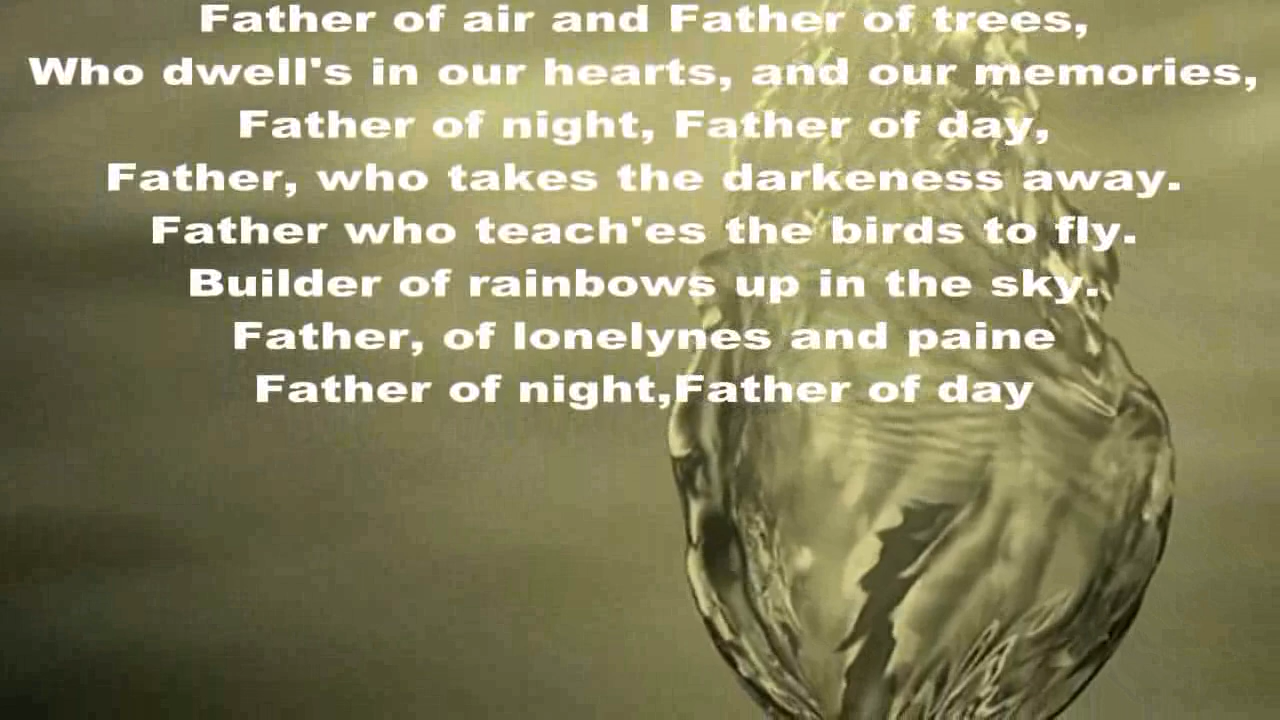 Father of air and Father of trees,
Who dwell's in our hearts, and our memories,
Father of night, Father of day,
Father, who takes the darkeness away.
Father who teach'es the birds to fly.
Builder of rainbows up in the sky.
Father, of lonelynes and paine
Father of night,Father of day